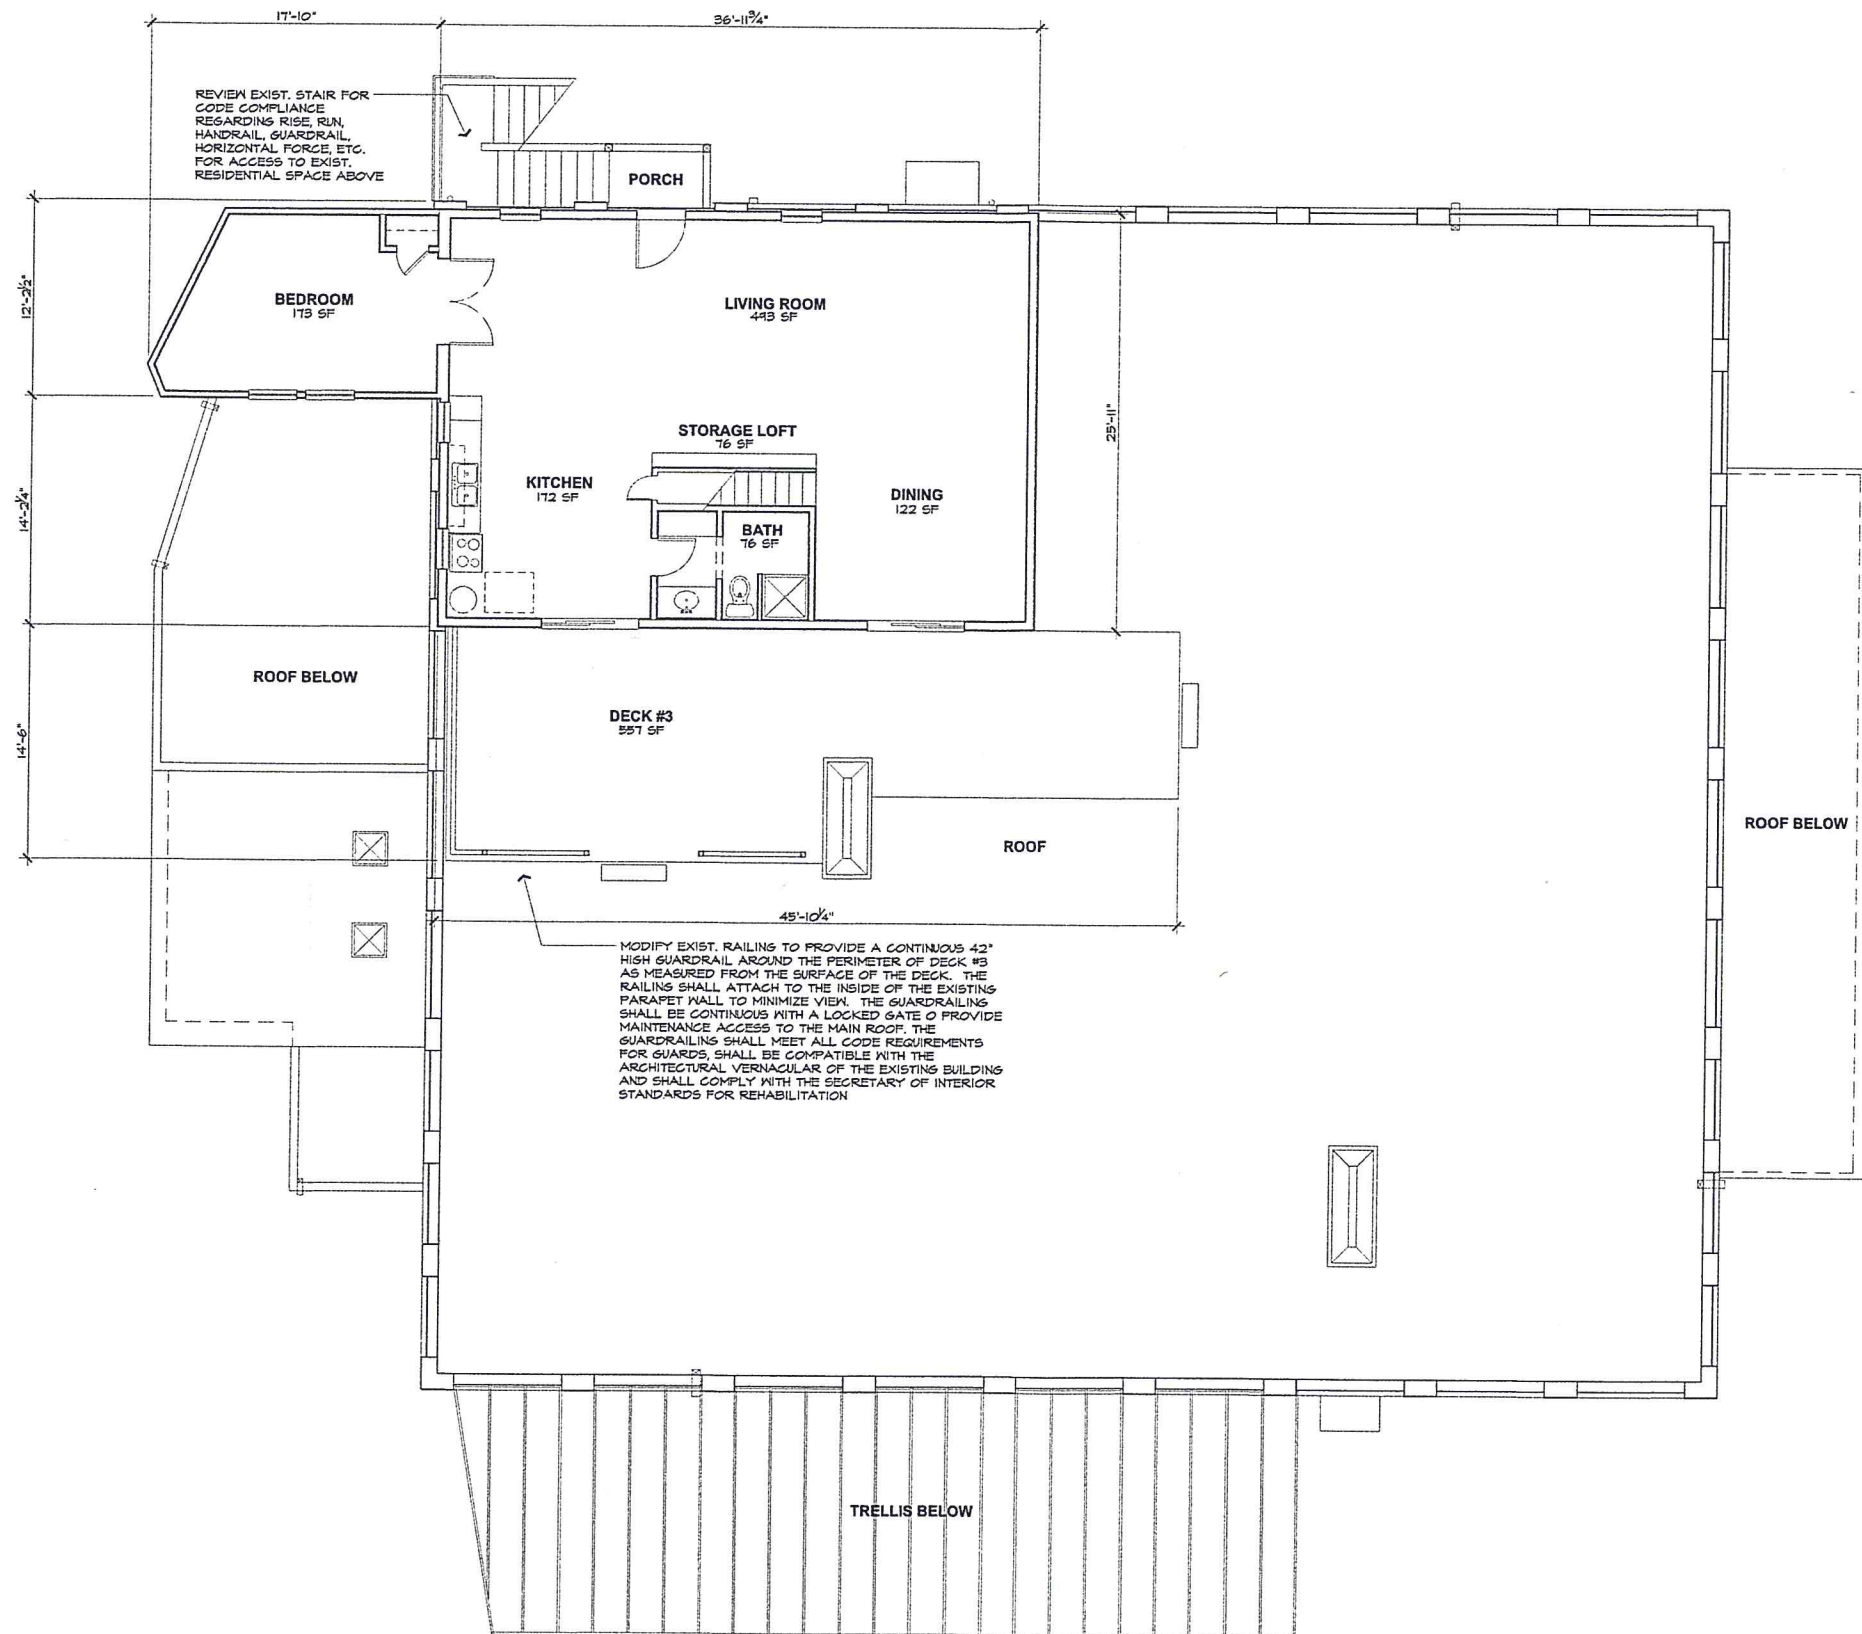 17'-10"
36'-11¾"
REVIEW EXIST. STAIR FOR
CODE COMPLIANCE
REGARDING RISE, RUN,
HANDRAIL, GUARDRAIL,
HORIZONTAL FORCE, ETC.
FOR ACCESS TO EXIST.
RESIDENTIAL SPACE ABOVE
PORCH
12'-2½"
BEDROOM
173 SF
LIVING ROOM
493 SF
25'-11"
STORAGE LOFT
76 SF
14'-2¼"
KITCHEN
172 SF
DINING
122 SF
BATH
76 SF
ROOF BELOW
14'-6"
DECK #3
557 SF
ROOF BELOW
ROOF
45'-10¼"
MODIFY EXIST. RAILING TO PROVIDE A CONTINUOUS 42"
HIGH GUARDRAIL AROUND THE PERIMETER OF DECK #3
AS MEASURED FROM THE SURFACE OF THE DECK. THE
RAILING SHALL ATTACH TO THE INSIDE OF THE EXISTING
PARAPET WALL TO MINIMIZE VIEW. THE GUARDRAILING
SHALL BE CONTINUOUS WITH A LOCKED GATE O PROVIDE
MAINTENANCE ACCESS TO THE MAIN ROOF. THE
GUARDRAILING SHALL MEET ALL CODE REQUIREMENTS
FOR GUARDS, SHALL BE COMPATIBLE WITH THE
ARCHITECTURAL VERNACULAR OF THE EXISTING BUILDING
AND SHALL COMPLY WITH THE SECRETARY OF INTERIOR
STANDARDS FOR REHABILITATION
TRELLIS BELOW